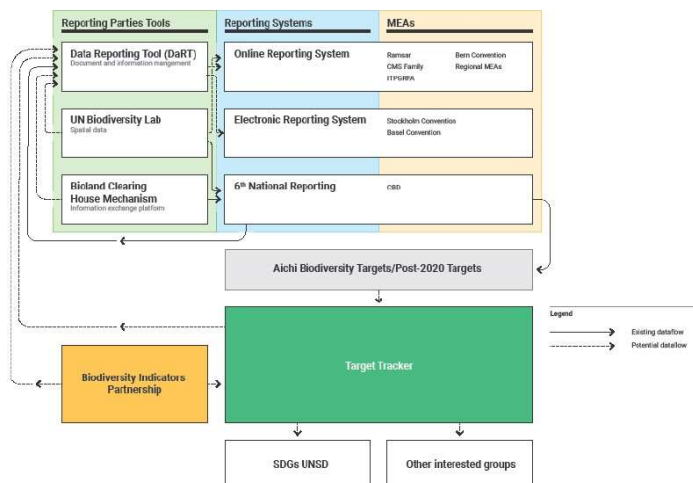 Reporting Parties Tools
Reporting Systems
MEAs
Data Reporting Tool (DaRT)
Document and information mangement
Online Reporting System
Ramsar
CMS Family
ITPGRFA
Bern Convention
Regional MEAs
UN Biodiversity Lab
Spatial data
Electronic Reporting System
Stockholm Convention
Basel Convention
Bioland Clearing
House Mechanism
Information exchange platform
6th National Reporting
CBD
Aichi Biodiversity Targets/Post-2020 Targets
Legend
Existing dataflow
Potential dataflow
Target Tracker
Biodiversity Indicators
Partnership
SDGs UNSD
Other interested groups